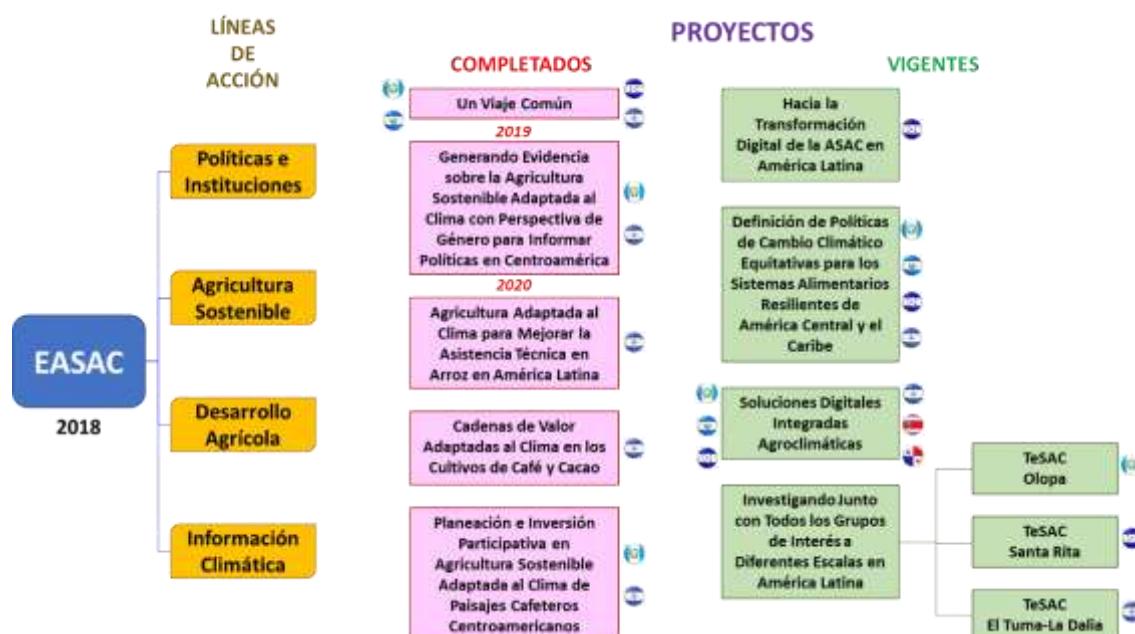 LÍNEAS
DE
ACCIÓN
PROYECTOS
COMPLETADOS
VIGENTES
EASAC
2018
Políticas e
Instituciones
Agricultura
Sostenible
Desarrollo
Agrícola
Información
Climática
Un Viaje Común
2019
Generando Evidencia
sobre la Agricultura
Sostenible Adaptada al
Clima con Perspectiva de
Género para Informar
Políticas en Centroamérica
2020
Agricultura Adaptada al
Clima para Mejorar la
Asistencia Técnica en
Arroz en América Latina
Cadenas de Valor
Adaptadas al Clima en los
Cultivos de Café y Cacao
Planeación e Inversión
Participativa en
Agricultura Sostenible
Adaptada al Clima de
Paisajes Cafeteros
Centroamericanos
Hacia la
Transformación
Digital de la ASAC en
América Latina
Definición de Políticas
de Cambio Climático
Equitativas para los
Sistemas Alimentarios
Resilientes de
América Central y el
Caribe
Soluciones Digitales
Integradas
Agroclimáticas
Investigando Junto
con Todos los Grupos
de Interés a
Diferentes Escalas en
América Latina
TeSAC
Olopa
TeSAC
Santa Rita
TeSAC
El Tuma-La Dalia